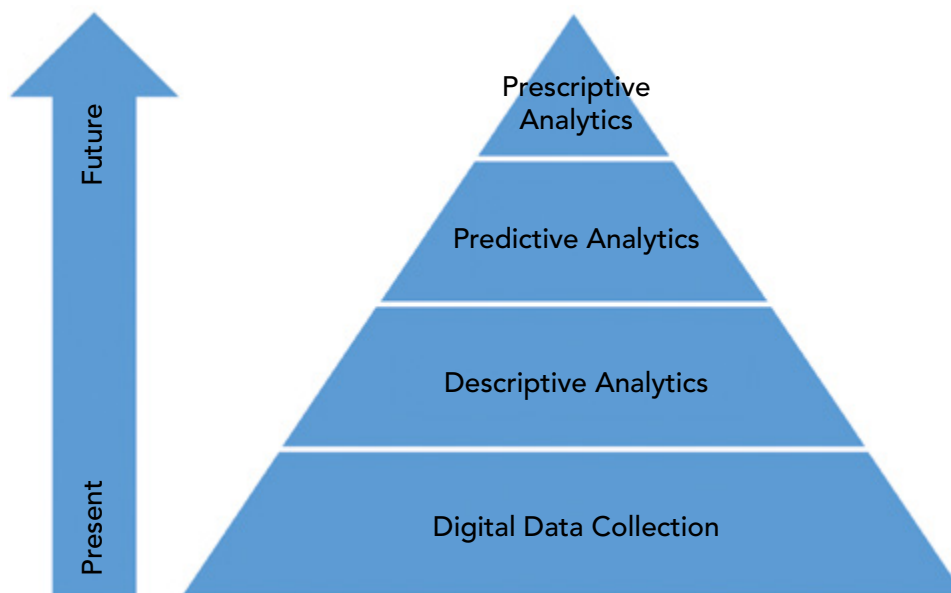 Future
Present
Prescriptive
Analytics
Predictive Analytics
Descriptive Analytics
Digital Data Collection